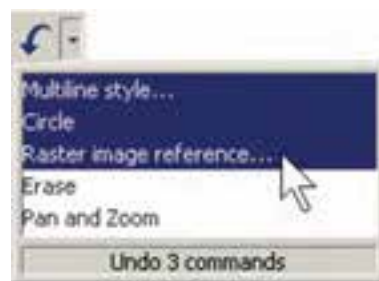 Multiline style...
Circle
Raster image reference...
Erase
Pan and Zoom
Undo 3 commands